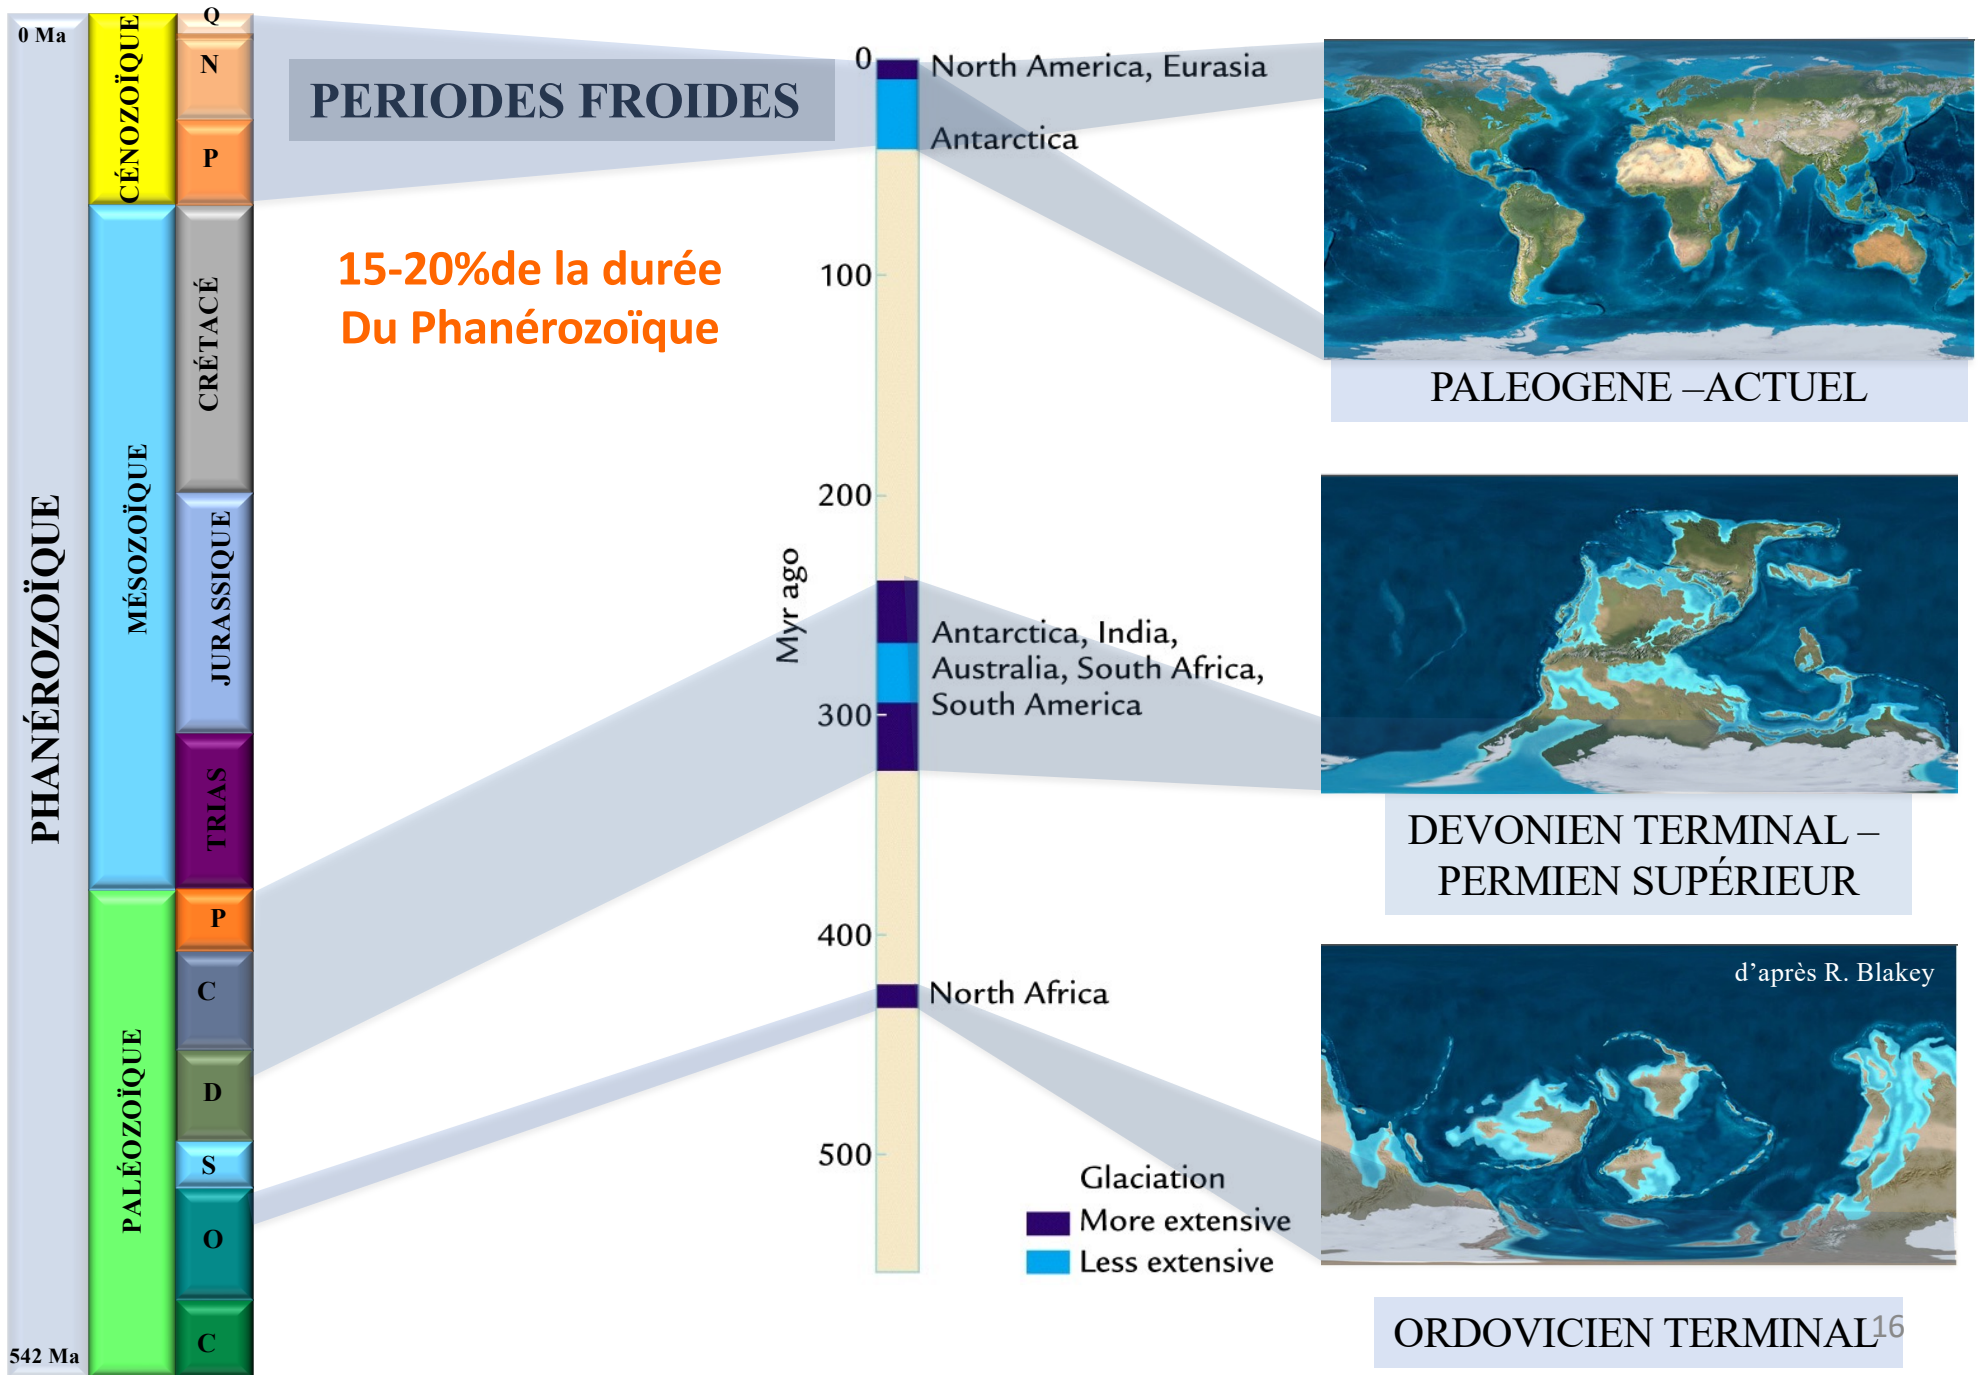 0 Ma
PHANÉROZOÏQUE
542 Ma
CÉNOZOÏQUE
MÉSOZOÏQUE
PALÉOZOÏQUE
Q
N
P
CRÉTACÉ
JURASSIQUE
TRIAS
P
C
D
S
O
C
PERIODES FROIDES
15-20%de la durée
Du Phanérozoïque
Myr ago
0
100
200
300
400
500
North America, Eurasia
Antarctica
Antarctica, India,
Australia, South Africa,
South America
North Africa
Glaciation
More extensive
Less extensive
PALEOGENE –ACTUEL
DEVONIEN TERMINAL –
PERMIEN SUPÉRIEUR
d'après R. Blakey
ORDOVICIEN TERMINAL
16